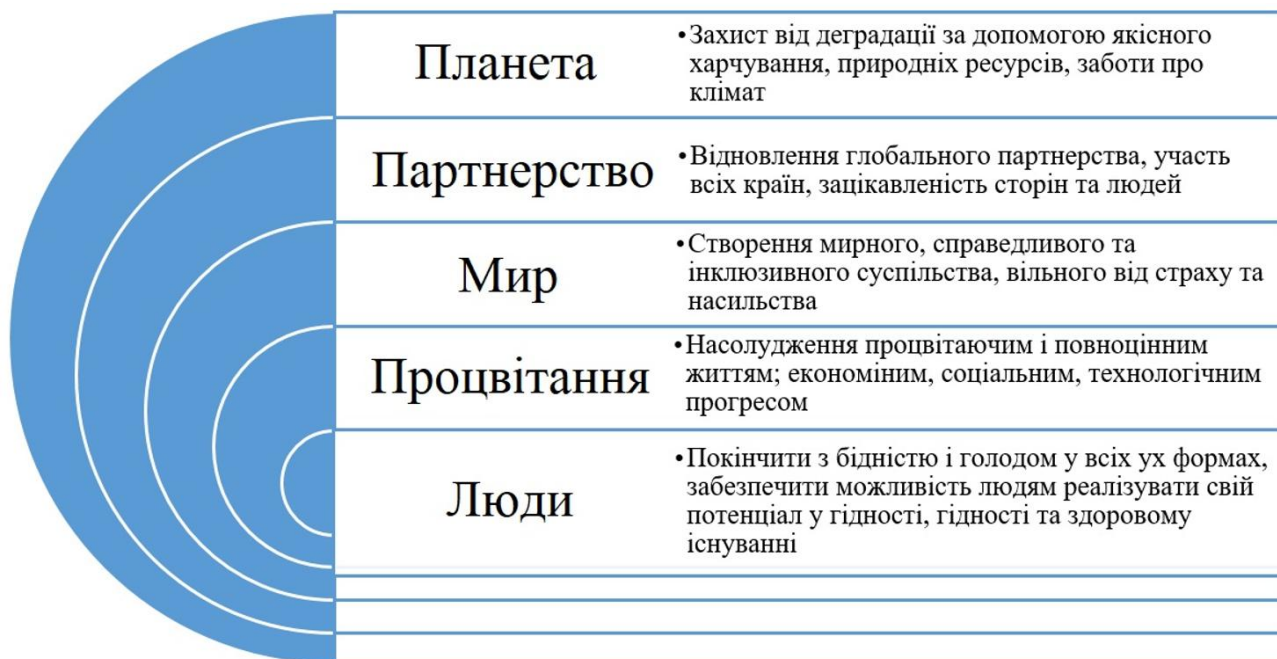 Планета
•Захист від деградації за допомогою якісного
харчування, природніх ресурсів, заботи про
клімат
Партнерство
•Відновлення глобального партнерства, участь
всіх країн, зацікавленість сторін та людей
Мир
•Створення мирного, справедливого та
інклюзивного суспільства, вільного від страху та
насильства
Процвітання
•Насолудження процвітаючим і повноцінним
життям; економіним, соціальним, технологічним
прогресом
Люди
•Покінчити з бідністю і голодом у всіх ух формах,
забезпечити можливість людям реалізувати свій
потенціал у гідності, гідності та здоровому
існуванні